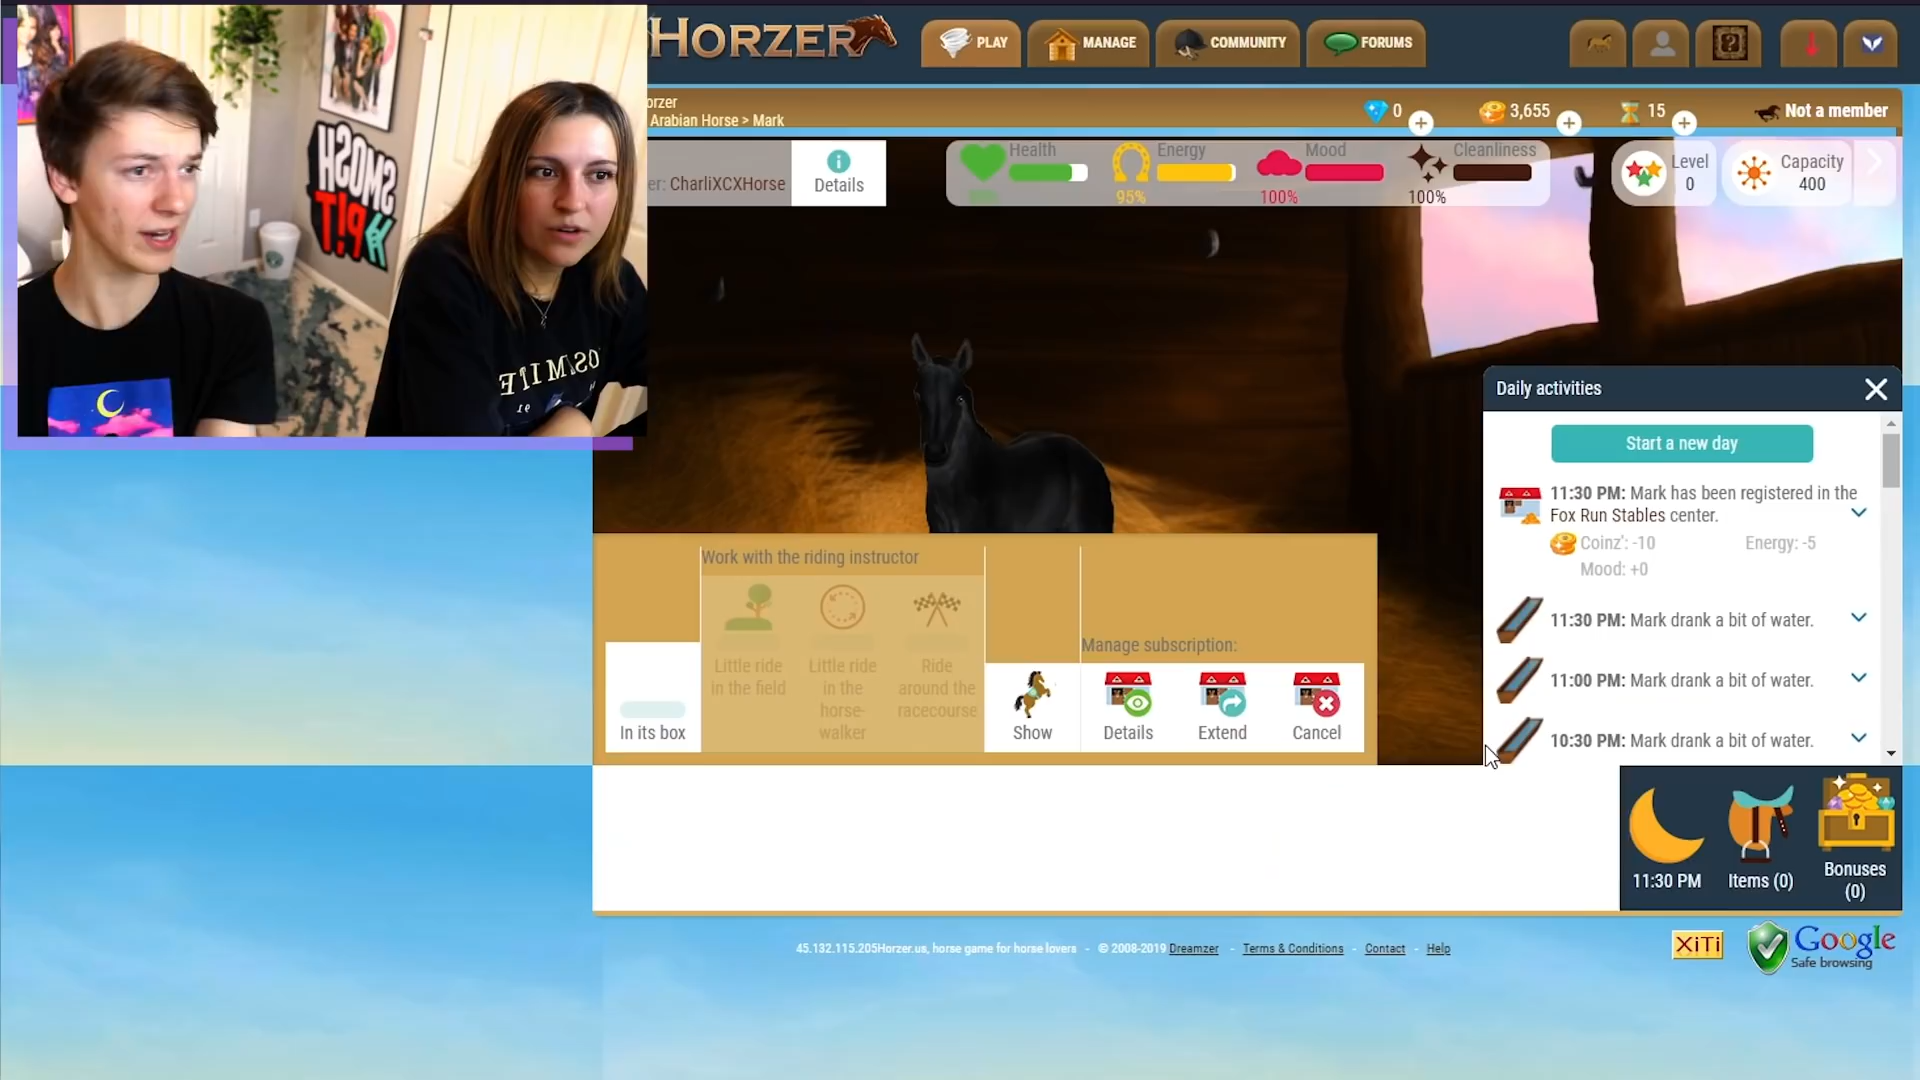 HORZER
PLAY
MANAGE
COMMUNITY
FORUMS
orzer
Arabian Horse > Mark
0
3,655
15
Not a member
er: CharliXCXHorse
Details
Health
Energy
95%
Mood
100%
Cleanliness
100%
Level
0
Capacity
400
SMOSH
PIT
Daily activities
Start a new day
11:30 PM: Mark has been registered in the
Fox Run Stables center.
Coinz': -10
Energy: -5
Mood: +0
11:30 PM: Mark drank a bit of water.
11:00 PM: Mark drank a bit of water.
10:30 PM: Mark drank a bit of water.
Work with the riding instructor
In its box
Little ride
in the field
Little ride
in the
horse-
walker
Ride
around the
racecourse
Show
Manage subscription:
Details
Extend
Cancel
11:30 PM
Items (0)
Bonuses
(0)
45.132.115.205Horzer.us, horse game for horse lovers - © 2008-2019 Dreamzer - Terms & Conditions - Contact - Help
XiTi
Google
Safe browsing